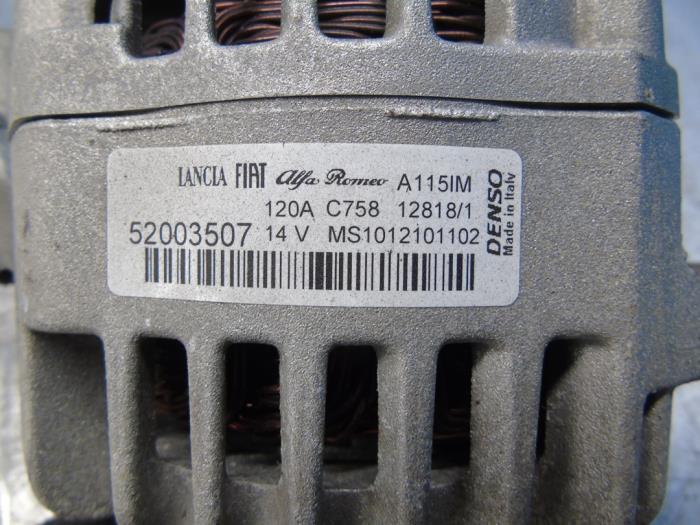 LANCIA FIAT Alfa Romeo A115IM
120A C758 12818/1
52003507 14 V MS1012101102
DENSO
Made in Italy